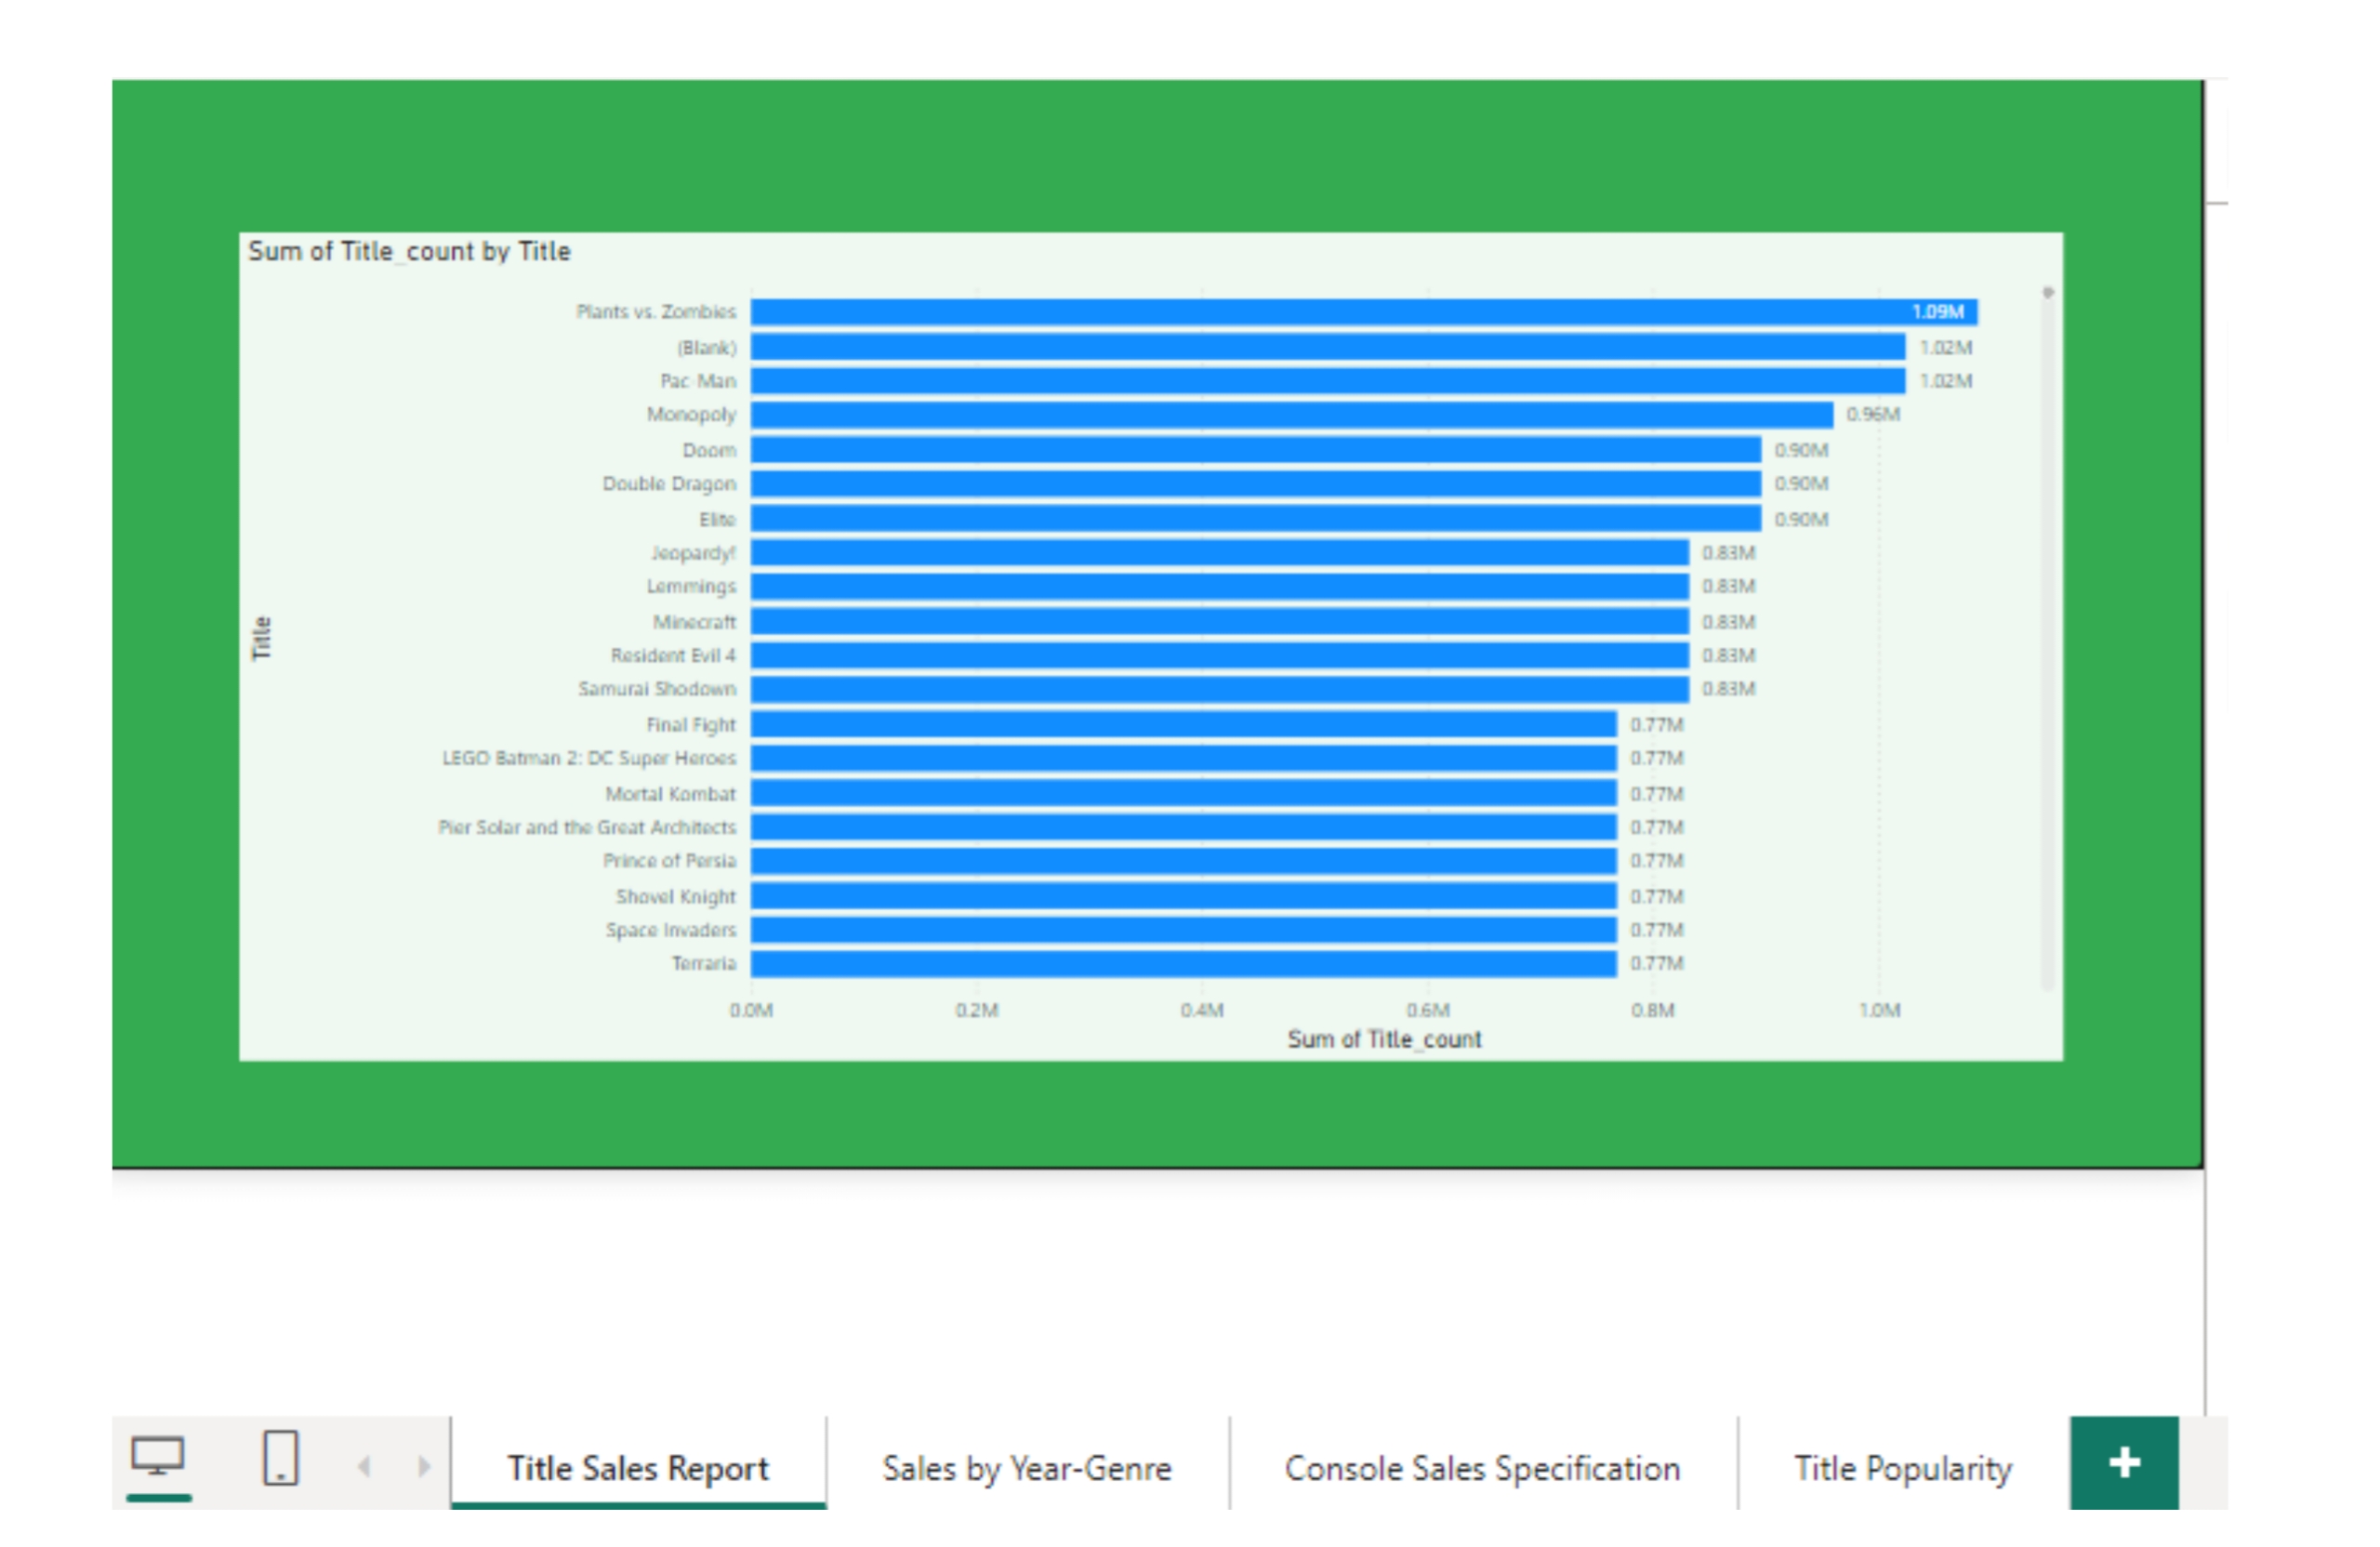 Sum of Title_count by Title
Plants vs. Zombies 1.09M
(Blank) 1.02M
Pac-Man 1.02M
Monopoly 0.96M
Doom 0.90M
Double Dragon 0.90M
Elite 0.90M
Jeopardy! 0.83M
Lemmings 0.83M
Minecraft 0.83M
Resident Evil 4 0.83M
Samurai Shodown 0.83M
Final Fight 0.77M
LEGO Batman 2: DC Super Heroes 0.77M
Mortal Kombat 0.77M
Pier Solar and the Great Architects 0.77M
Prince of Persia 0.77M
Shovel Knight 0.77M
Space Invaders 0.77M
Terraria 0.77M
Title
0.0M 0.2M 0.4M 0.6M 0.8M 1.0M
Sum of Title_count
Title Sales Report Sales by Year-Genre Console Sales Specification Title Popularity